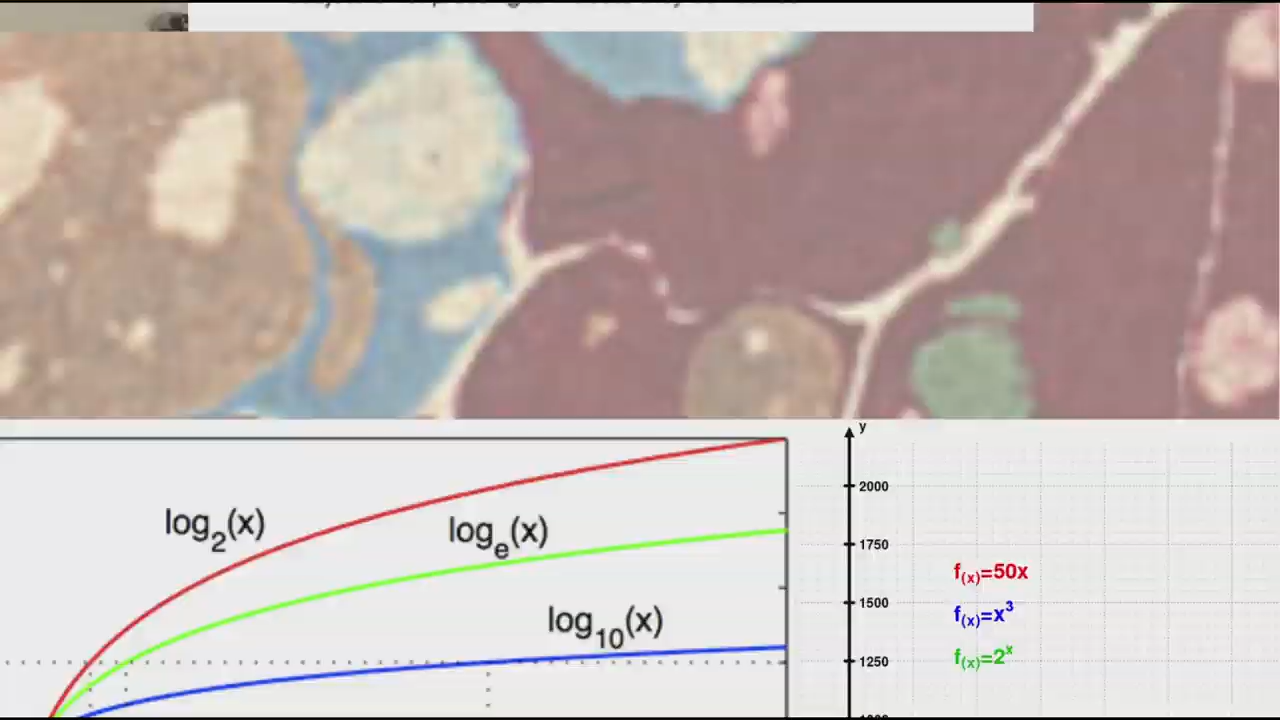 log2(x)
loge(x)
log10(x)
y
2000
1750
1500
1250
f(x)=50x
f(x)=x³
f(x)=2ˣ